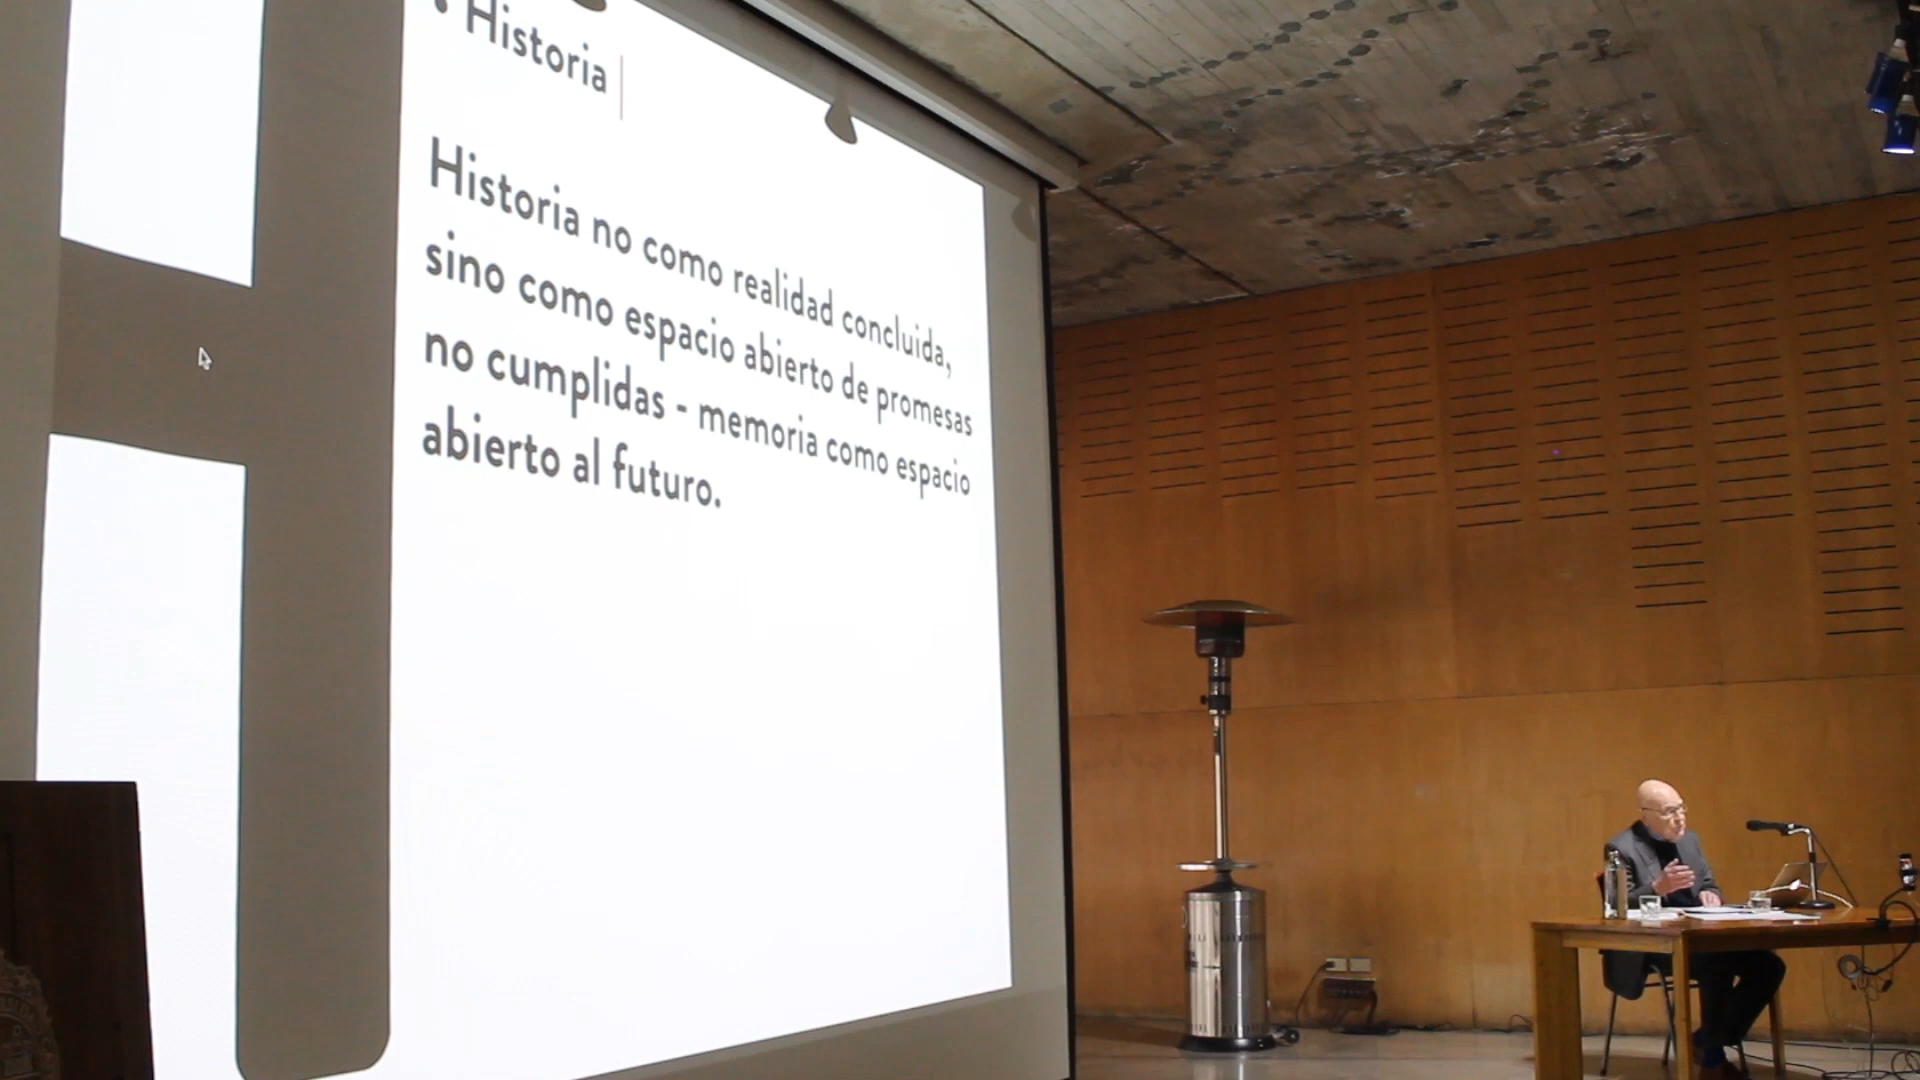 • Historia
Historia no como realidad concluida,
sino como espacio abierto de promesas
no cumplidas - memoria como espacio
abierto al futuro.